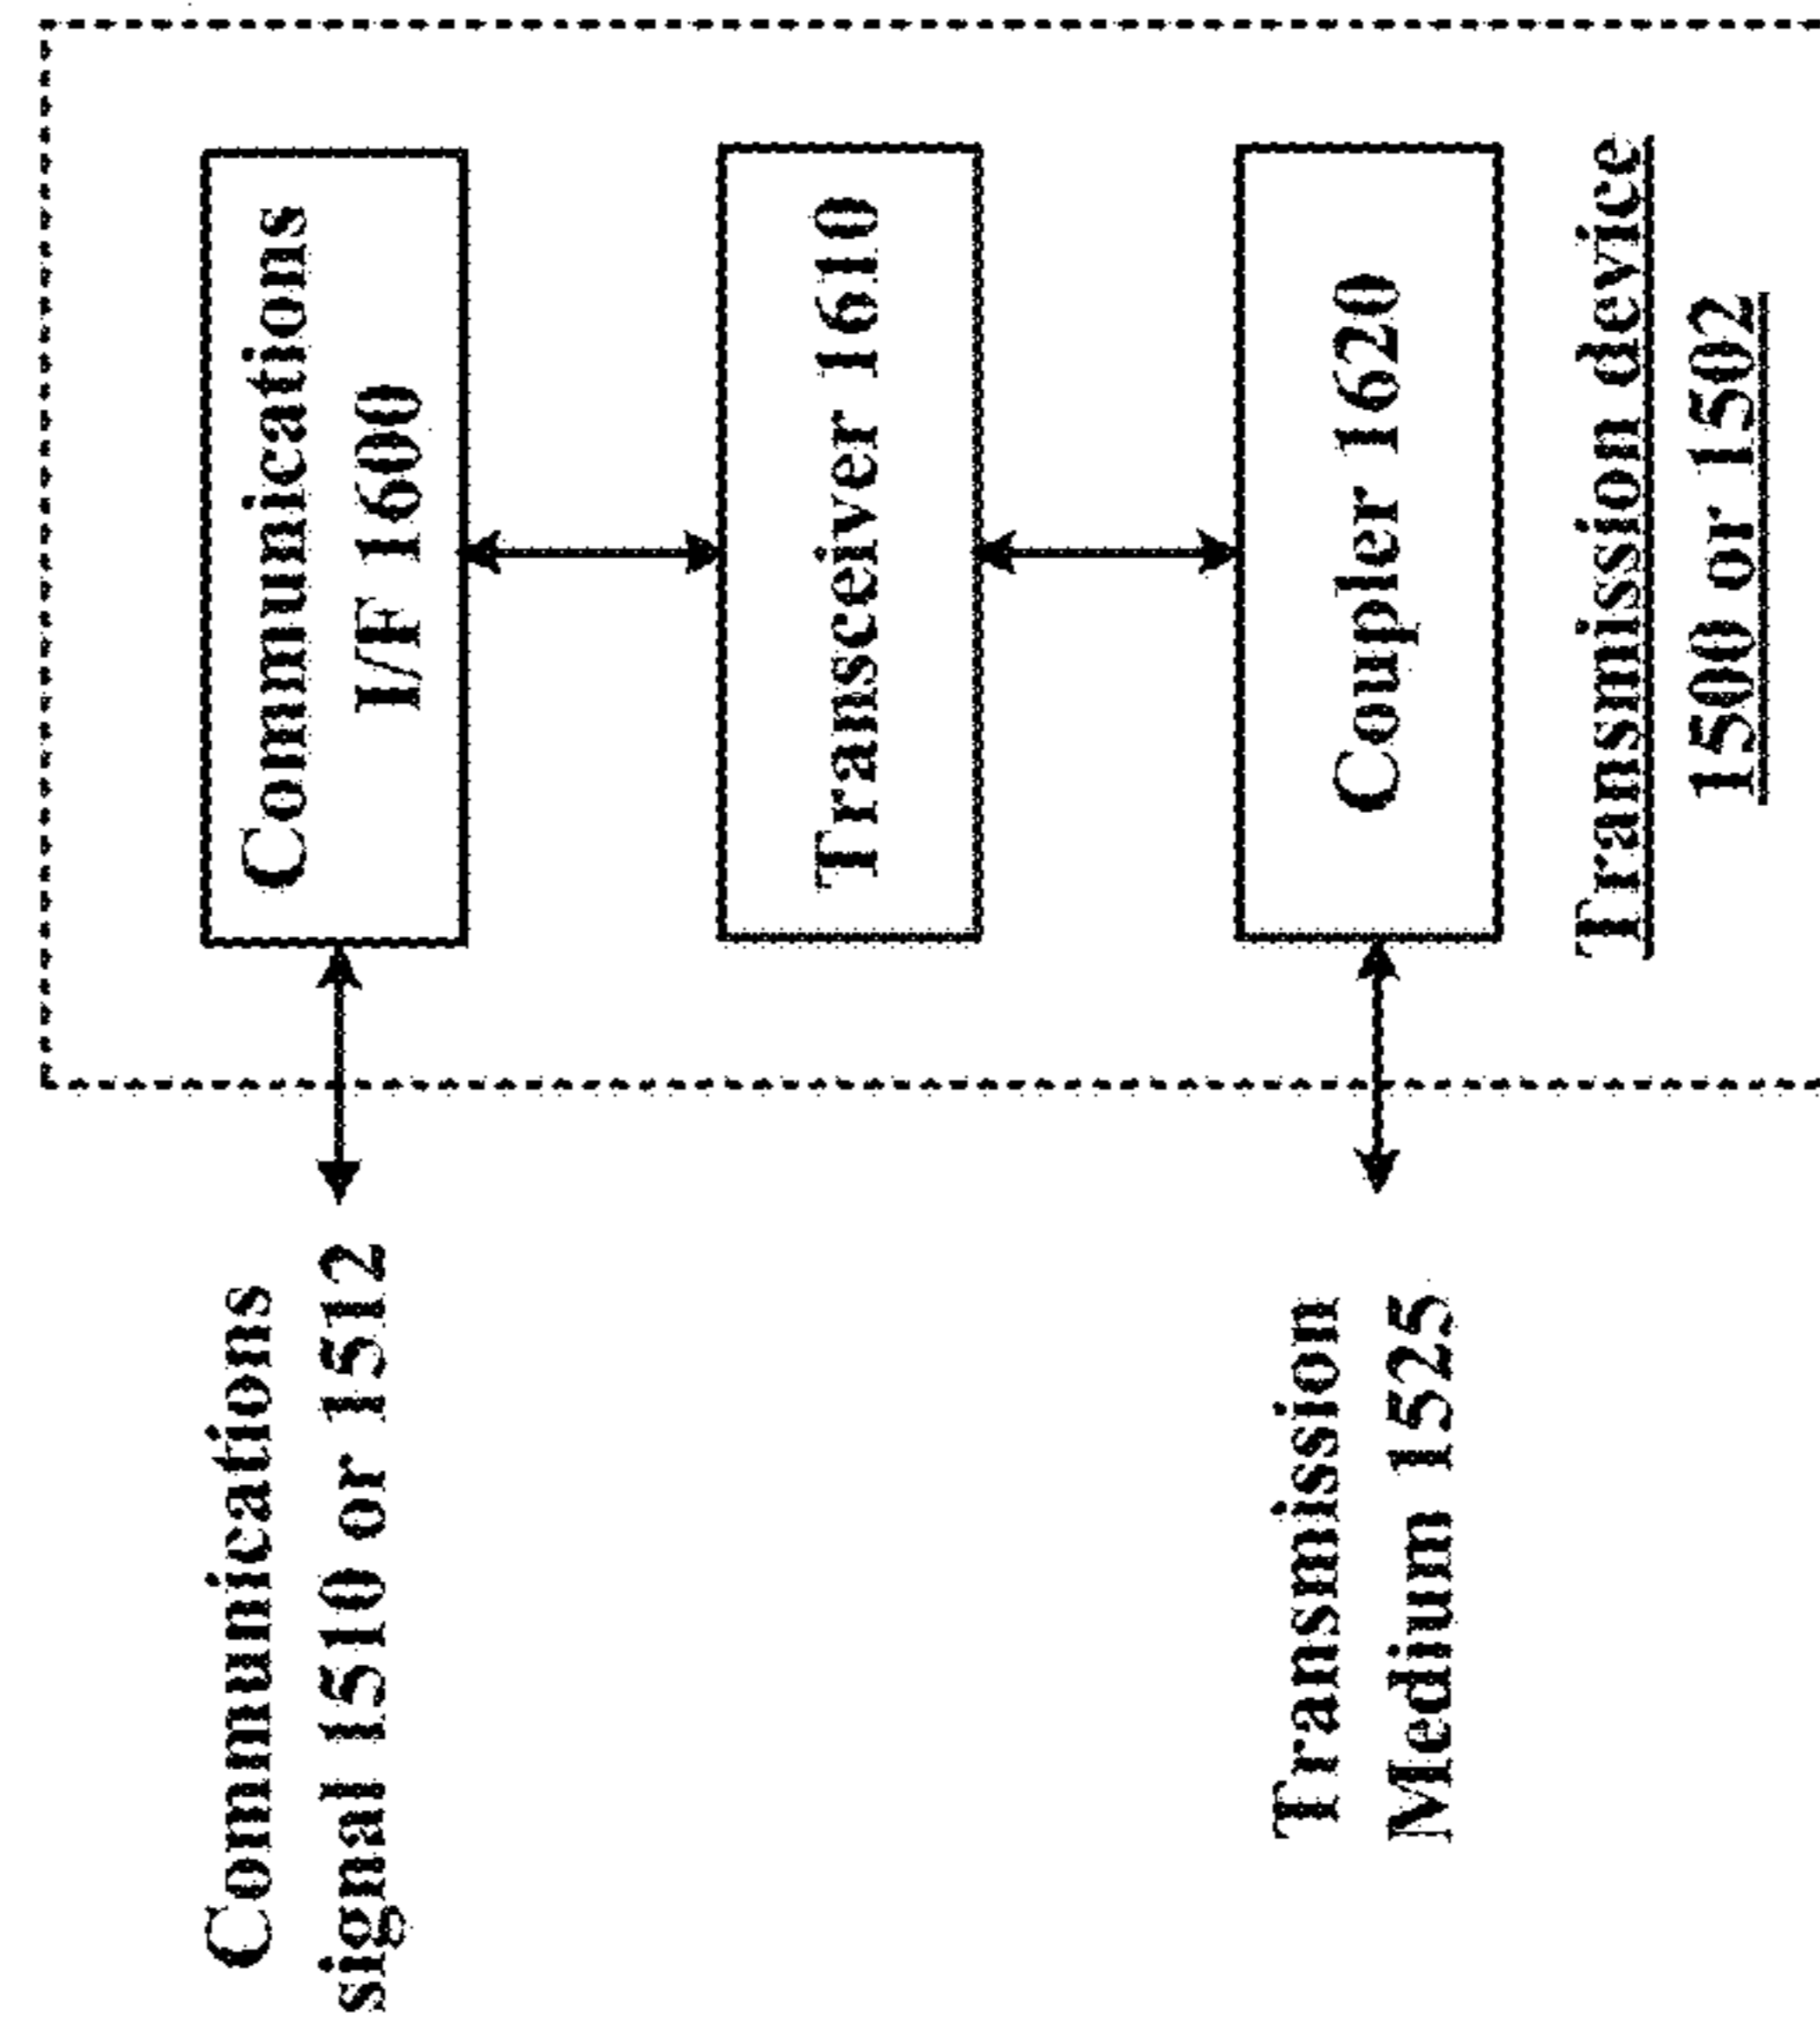 Communications
signal 1510 or 1512
Communications
I/F 1600
Transceiver 1610
Transmission
Medium 1525
Coupler 1620
Transmission device
1500 or 1502